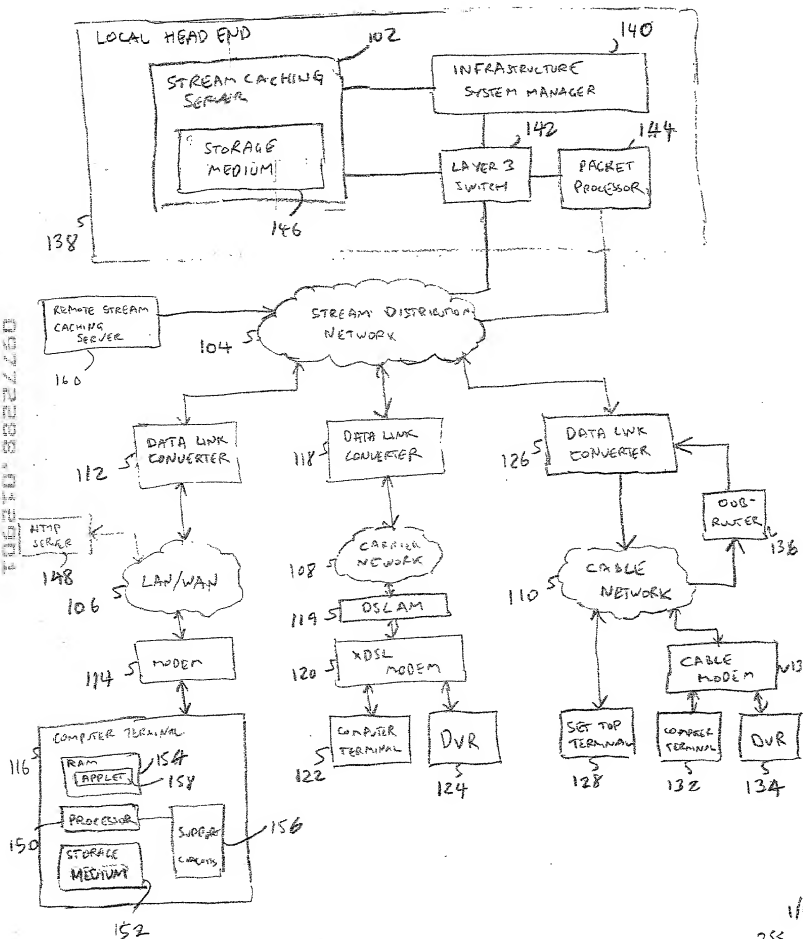 LOCAL HEAD END
102
STREAM CACHING
SERVER
STORAGE
MEDIUM
146
140
INFRASTRUCTURE
SYSTEM MANAGER
142
LAYER 3
SWITCH
144
PACKET
PROCESSOR
138
REMOTE STREAM
CACHING
SERVER
160
STREAM DISTRIBUTION
NETWORK
104
09772288.012901
DATA LINK
CONVERTER
112
DATA LINK
CONVERTER
118
DATA LINK
CONVERTER
126
OOB-
RUTER
136
HTTP
SERVER
148
LAN/WAN
106
CARRIER
NETWORK
108
CABLE
NETWORK
110
DSLAM
119
MODEM
114
XDSL
MODEM
120
CABLE
MODEM
13
COMPUTER TERMINAL
116
RAM
154
APPLET
158
PROCESSOR
150
SUPPORT
CIRCUITS
156
STORAGE
MEDIUM
152
COMPUTER
TERMINAL
122
DVR
124
SET TOP
TERMINAL
128
COMPUTER
TERMINAL
132
DVR
134
1/